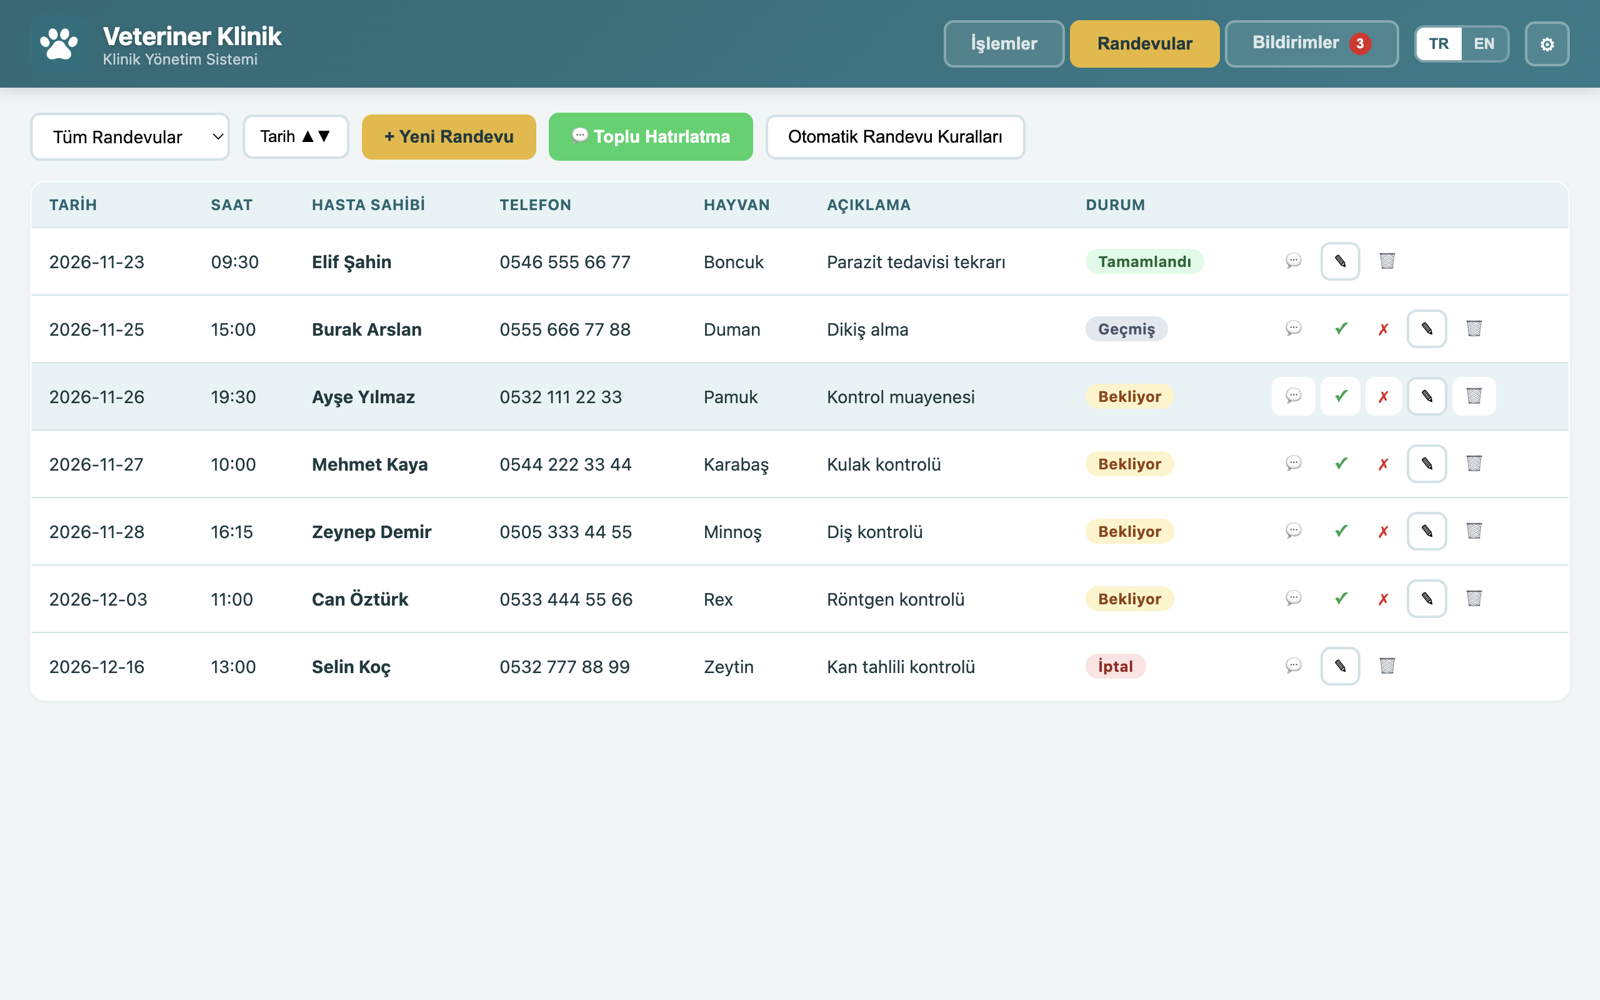 Veteriner Klinik
Klinik Yönetim Sistemi
İşlemler
Randevular
Bildirimler 3
TR EN
Tüm Randevular
Tarih ▲▼
+ Yeni Randevu
Toplu Hatırlatma
Otomatik Randevu Kuralları
TARİH SAAT HASTA SAHİBİ TELEFON HAYVAN AÇIKLAMA DURUM
2026-11-23 09:30 Elif Şahin 0546 555 66 77 Boncuk Parazit tedavisi tekrarı Tamamlandı
2026-11-25 15:00 Burak Arslan 0555 666 77 88 Duman Dikiş alma Geçmiş
2026-11-26 19:30 Ayşe Yılmaz 0532 111 22 33 Pamuk Kontrol muayenesi Bekliyor
2026-11-27 10:00 Mehmet Kaya 0544 222 33 44 Karabaş Kulak kontrolü Bekliyor
2026-11-28 16:15 Zeynep Demir 0505 333 44 55 Minnoş Diş kontrolü Bekliyor
2026-12-03 11:00 Can Öztürk 0533 444 55 66 Rex Röntgen kontrolü Bekliyor
2026-12-16 13:00 Selin Koç 0532 777 88 99 Zeytin Kan tahlili kontrolü İptal